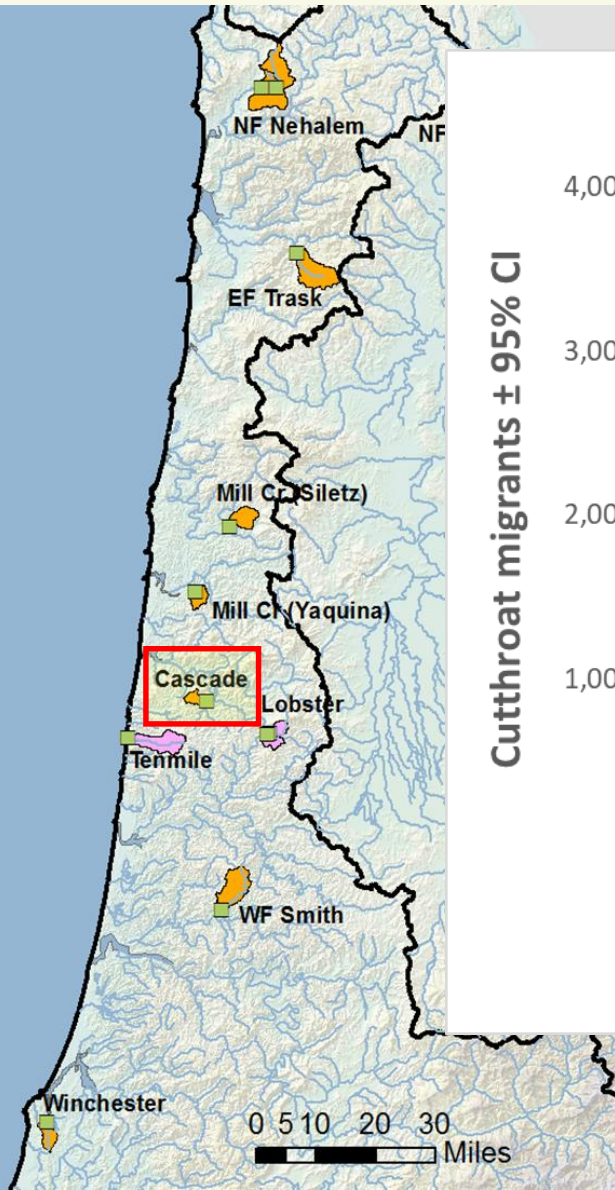 NF Nehalem
NF
EF Trask
Mill Cr (Siletz)
Mill Cr (Yaquina)
Cascade
Lobster
Tenmile
WF Smith
Winchester
0 5 10 20 30
Miles
Cutthroat migrants ± 95% CI
4,00
3,00
2,00
1,00